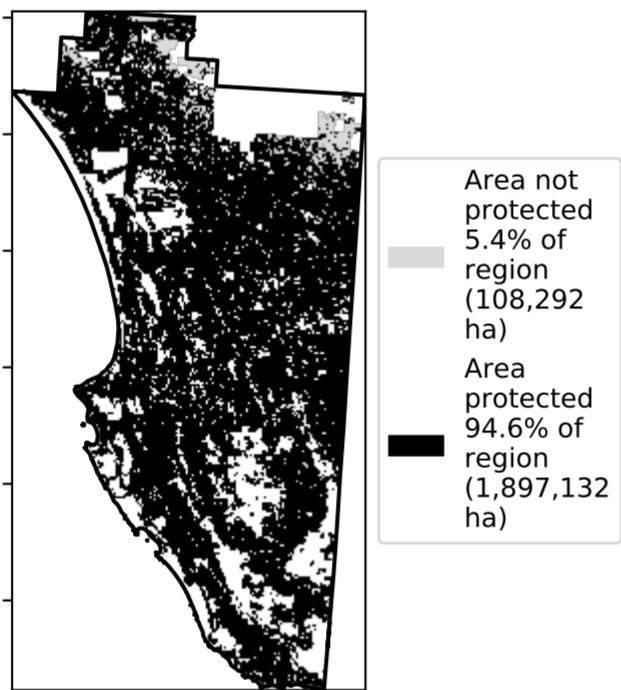 Area not
protected
5.4% of
region
(108,292
ha)
Area
protected
94.6% of
region
(1,897,132
ha)